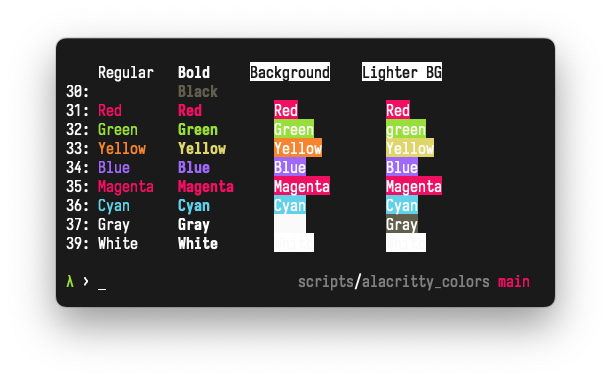 Regular Bold Background Lighter BG
30: Black
31: Red Red Red Red
32: Green Green Green green
33: Yellow Yellow Yellow Yellow
34: Blue Blue Blue Blue
35: Magenta Magenta Magenta Magenta
36: Cyan Cyan Cyan Cyan
37: Gray Gray Gray
39: White White White White
λ › _ scripts/alacritty_colors main